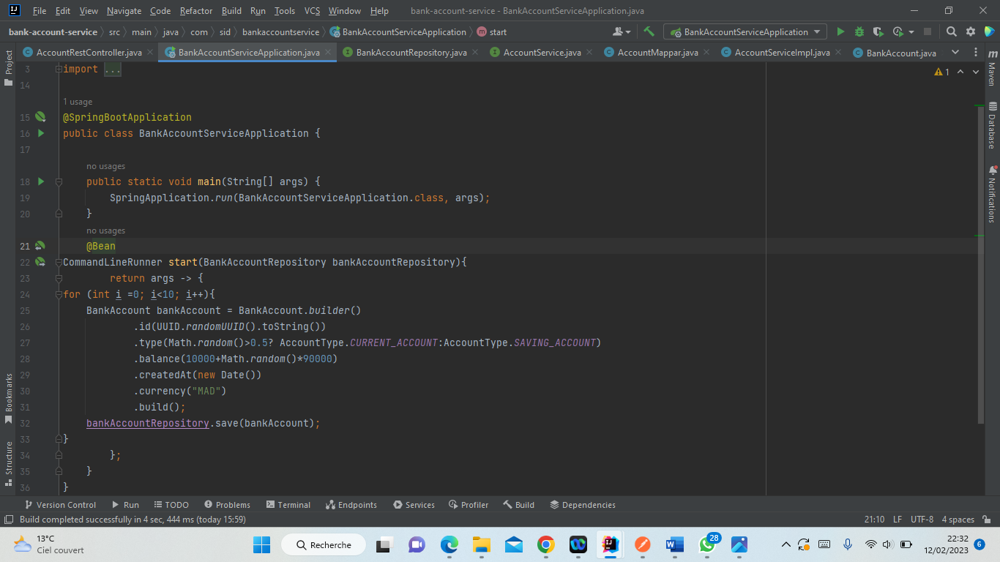 File Edit View Navigate Code Refactor Build Run Tools VCS Window Help bank-account-service - BankAccountServiceApplication.java
bank-account-service src main java com sid bankaccountservice BankAccountServiceApplication m start BankAccountServiceApplication
AccountRestController.java BankAccountServiceApplication.java BankAccountRepository.java AccountService.java AccountMappar.java AccountServiceImpl.java BankAccount.java
Project
Bookmarks
Structure
3 import ...
14
1 usage
15 @SpringBootApplication
16 public class BankAccountServiceApplication {
17
no usages
18 public static void main(String[] args) {
19 SpringApplication.run(BankAccountServiceApplication.class, args);
20 }
no usages
21 @Bean
22 CommandLineRunner start(BankAccountRepository bankAccountRepository){
23 return args -> {
24 for (int i =0; i<10; i++){
25 BankAccount bankAccount = BankAccount.builder()
26 .id(UUID.randomUUID().toString())
27 .type(Math.random()>0.5? AccountType.CURRENT_ACCOUNT:AccountType.SAVING_ACCOUNT)
28 .balance(10000+Math.random()*90000)
29 .createdAt(new Date())
30 .currency("MAD")
31 .build();
32 bankAccountRepository.save(bankAccount);
33 }
34 };
35 }
36 }
1
m Maven
Database
Notifications
Version Control Run TODO Problems Terminal Endpoints Services Profiler Build Dependencies
Build completed successfully in 4 sec, 444 ms (today 15:59) 21:10 LF UTF-8 4 spaces
13°C
Ciel couvert
Recherche
28
22:32
12/02/2023
6